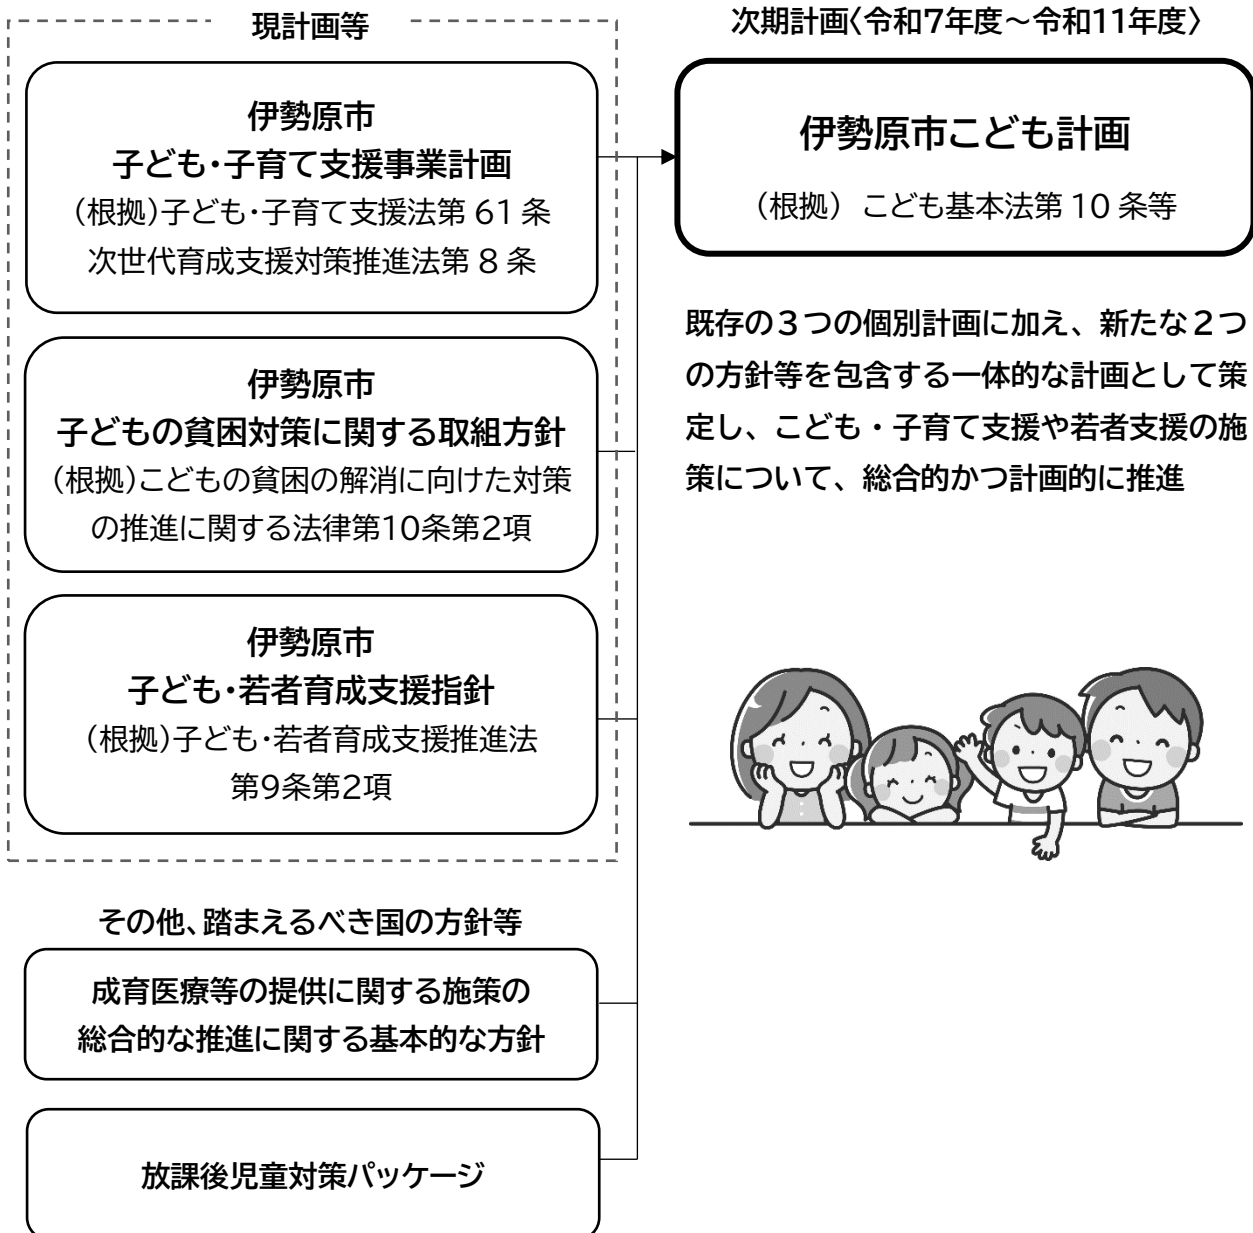 現計画等
伊勢原市
子ども・子育て支援事業計画
(根拠)子ども・子育て支援法第 61 条
次世代育成支援対策推進法第 8 条
伊勢原市
子どもの貧困対策に関する取組方針
(根拠)こどもの貧困の解消に向けた対策
の推進に関する法律第10条第2項
伊勢原市
子ども・若者育成支援指針
(根拠)子ども・若者育成支援推進法
第9条第2項
その他、踏まえるべき国の方針等
成育医療等の提供に関する施策の
総合的な推進に関する基本的な方針
放課後児童対策パッケージ
次期計画〈令和7年度～令和11年度〉
伊勢原市こども計画
(根拠) こども基本法第 10 条等
既存の３つの個別計画に加え、新たな２つ
の方針等を包含する一体的な計画として策
定し、こども・子育て支援や若者支援の施
策について、総合的かつ計画的に推進